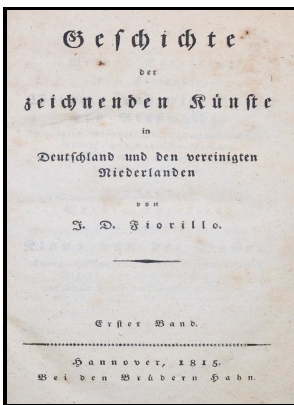 Geschichte
der
zeichnenden Künste
in
Deutschland und den vereinigten
Niederlanden
von
J. D. Fiorillo.
Erster Band.
Hannover, 1815.
Bei den Brüdern Hahn.